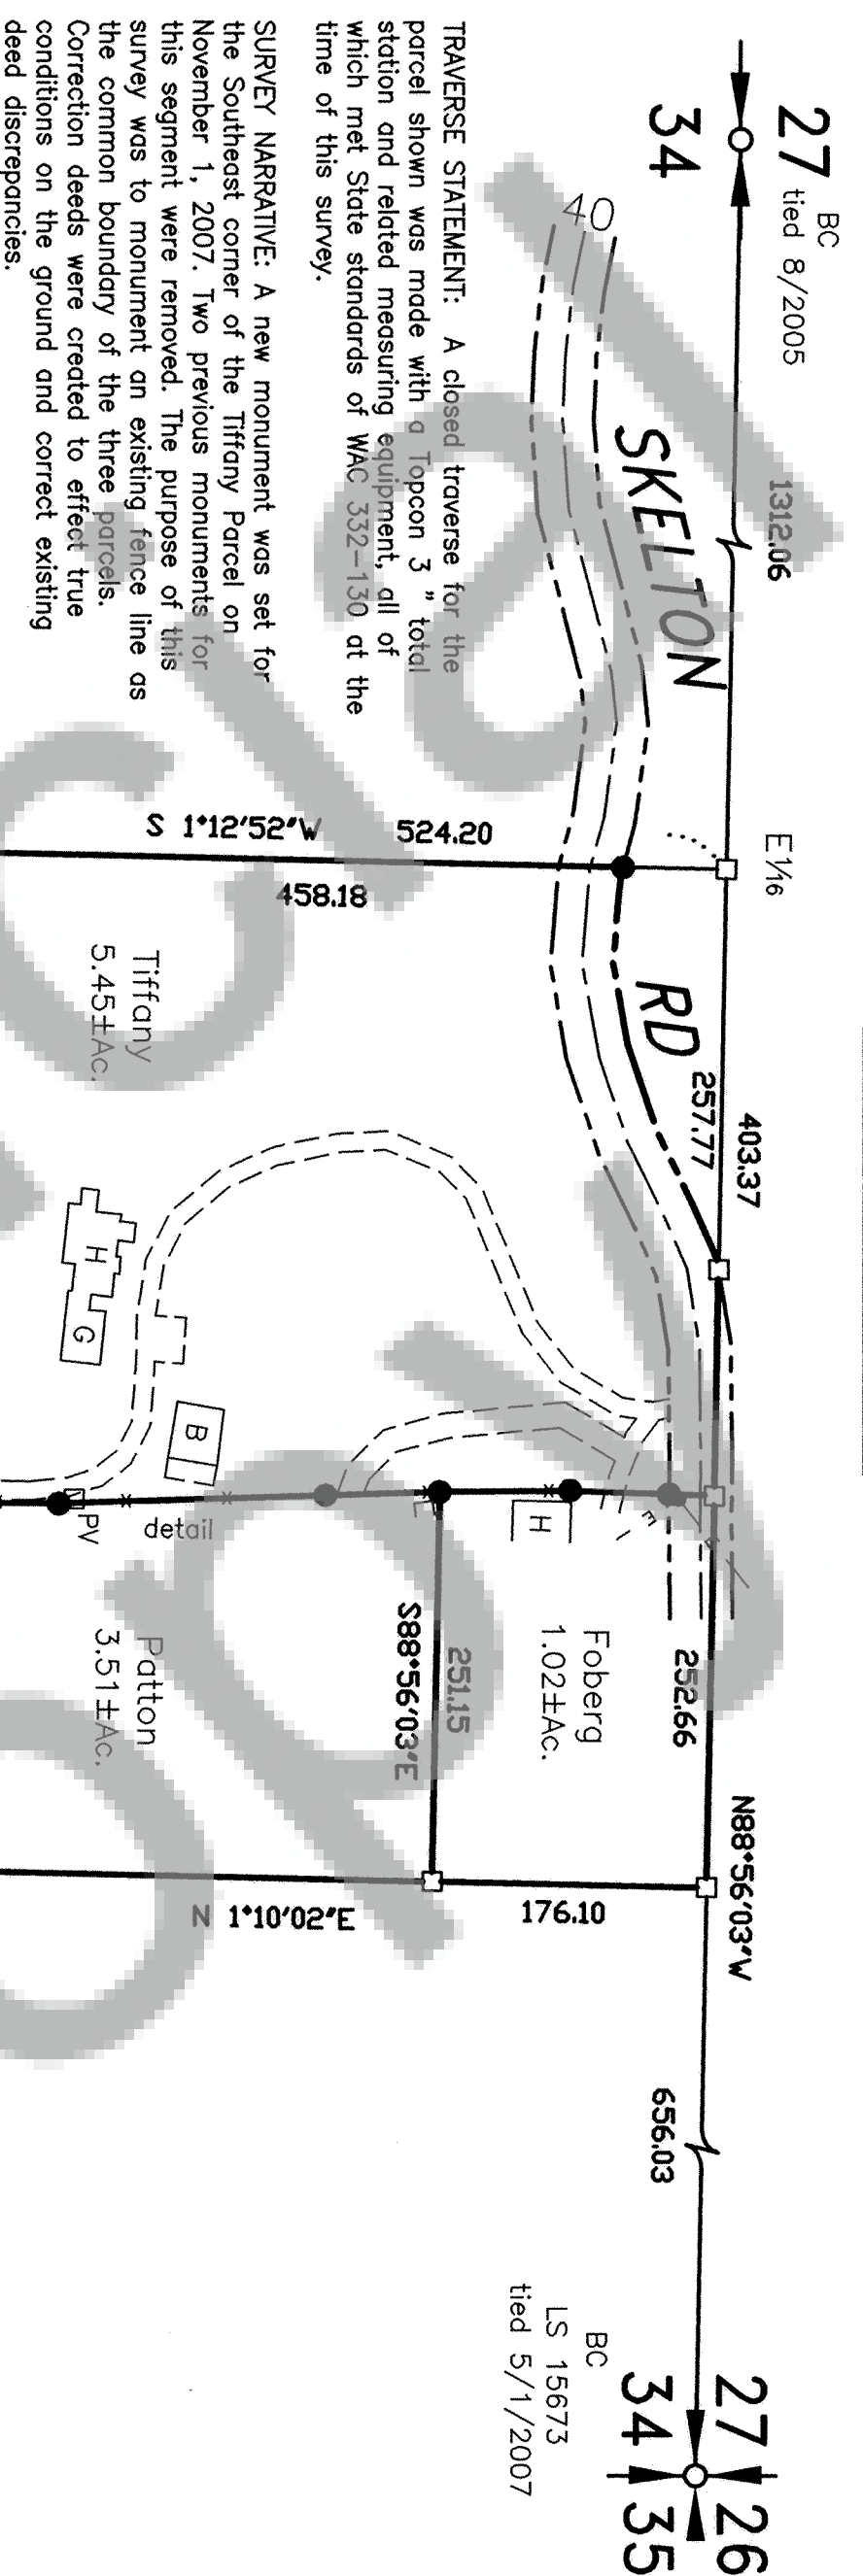 27
34
BC
tied 8/2005
1312.06
E 1/16
403.37
257.77
N88°56'03"W
252.66
656.03
27 26
34 35
BC
LS 15673
tied 5/1/2007
40
SKELTON RD
TRAVERSE STATEMENT: A closed traverse for the
parcel shown was made with a Topcon 3 " total
station and related measuring equipment, all of
which met State standards of WAC 332-130 at the
time of this survey.
SURVEY NARRATIVE: A new monument was set for
the Southeast corner of the Tiffany Parcel on
November 1, 2007. Two previous monuments for
this segment were removed. The purpose of this
survey was to monument an existing fence line as
the common boundary of the three parcels.
Correction deeds were created to effect true
conditions on the ground and correct existing
deed discrepancies.
S 1°12'52"W
524.20
458.18
Tiffany
5.45±Ac.
H
G
B
PV
detail
H
E
Foberg
1.02±Ac.
251.15
S88°56'03"E
176.10
N 1°10'02"E
Patton
3.51±Ac.